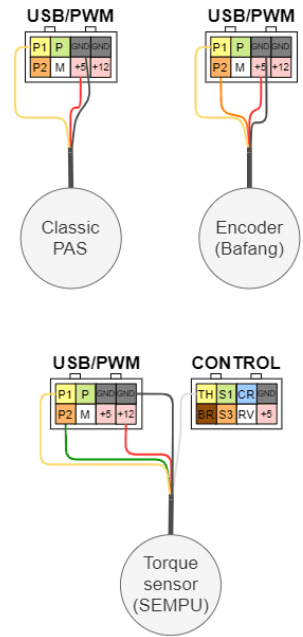 USB/PWM USB/PWM
P1 P GND GND P1 P GND GND
P2 M +5 +12 P2 M +5 +12
Classic
PAS
Encoder
(Bafang)
USB/PWM CONTROL
P1 P GND GND TH S1 CR GND
P2 M +5 +12 BR S3 RV +5
Torque
sensor
(SEMPU)